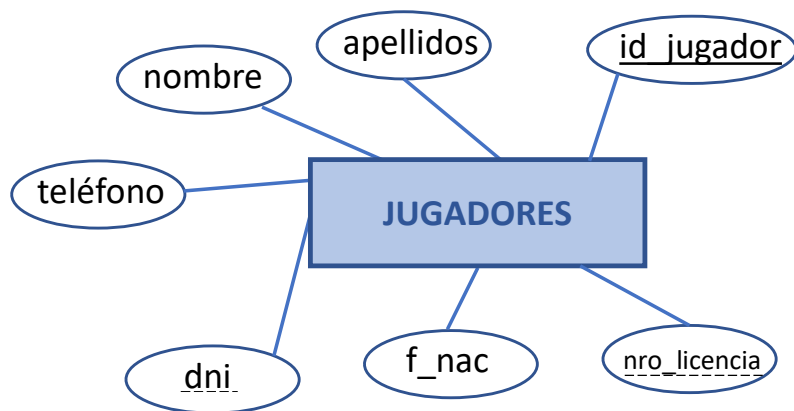 apellidos
id_jugador
nombre
teléfono
JUGADORES
dni
f_nac
nro_licencia